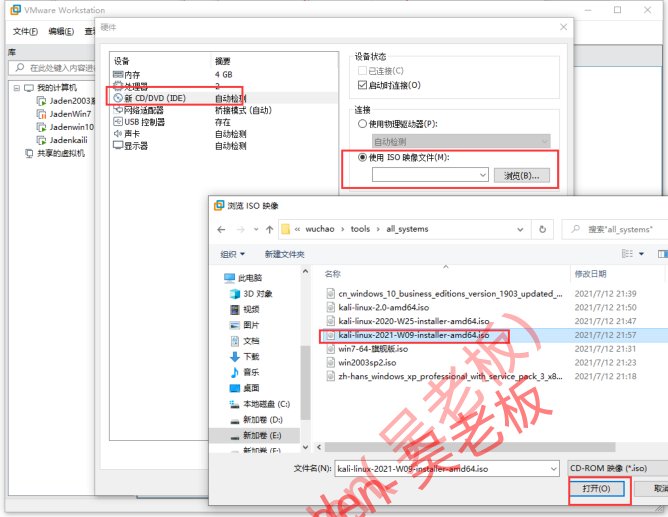 VMware Workstation
文件(F) 编辑(E) 查
库
在此处键入内容进
我的计算机
Jaden2003
JadenWin7
Jadenwin10
Jadenkaili
共享的虚拟机
硬件
设备 摘要
内存 4 GB
处理器 2
新 CD/DVD (IDE) 自动检测
网络适配器 桥接模式 (自动)
USB 控制器 存在
声卡 自动检测
显示器 自动检测
设备状态
已连接(C)
启动时连接(O)
连接
使用物理驱动器(P):
自动检测
使用 ISO 映像文件(M):
浏览(B)...
浏览 ISO 映像
« wuchao › tools › all_systems
搜索"all_systems"
组织 新建文件夹
此电脑
3D 对象
视频
图片
文档
下载
音乐
桌面
本地磁盘 (C:)
新加卷 (D:)
新加卷 (E:)
新加卷 (F:)
名称 修改日期
cn_windows_10_business_editions_version_1903_updated_... 2021/7/12 21:39
kali-linux-2.0-amd64.iso 2021/7/12 21:50
kali-linux-2020-W25-installer-amd64.iso 2021/7/12 21:47
kali-linux-2021-W09-installer-amd64.iso 2021/7/12 21:57
win7-64-旗舰版.iso 2021/7/12 21:31
win2003sp2.iso 2021/7/12 21:23
zh-hans_windows_xp_professional_with_service_pack_3_x8... 2021/7/12 21:18
文件名(N): kali-linux-2021-W09-installer-amd64.iso CD-ROM 映像 (*.iso)
打开(O) 取消
吴老板)
吴老板